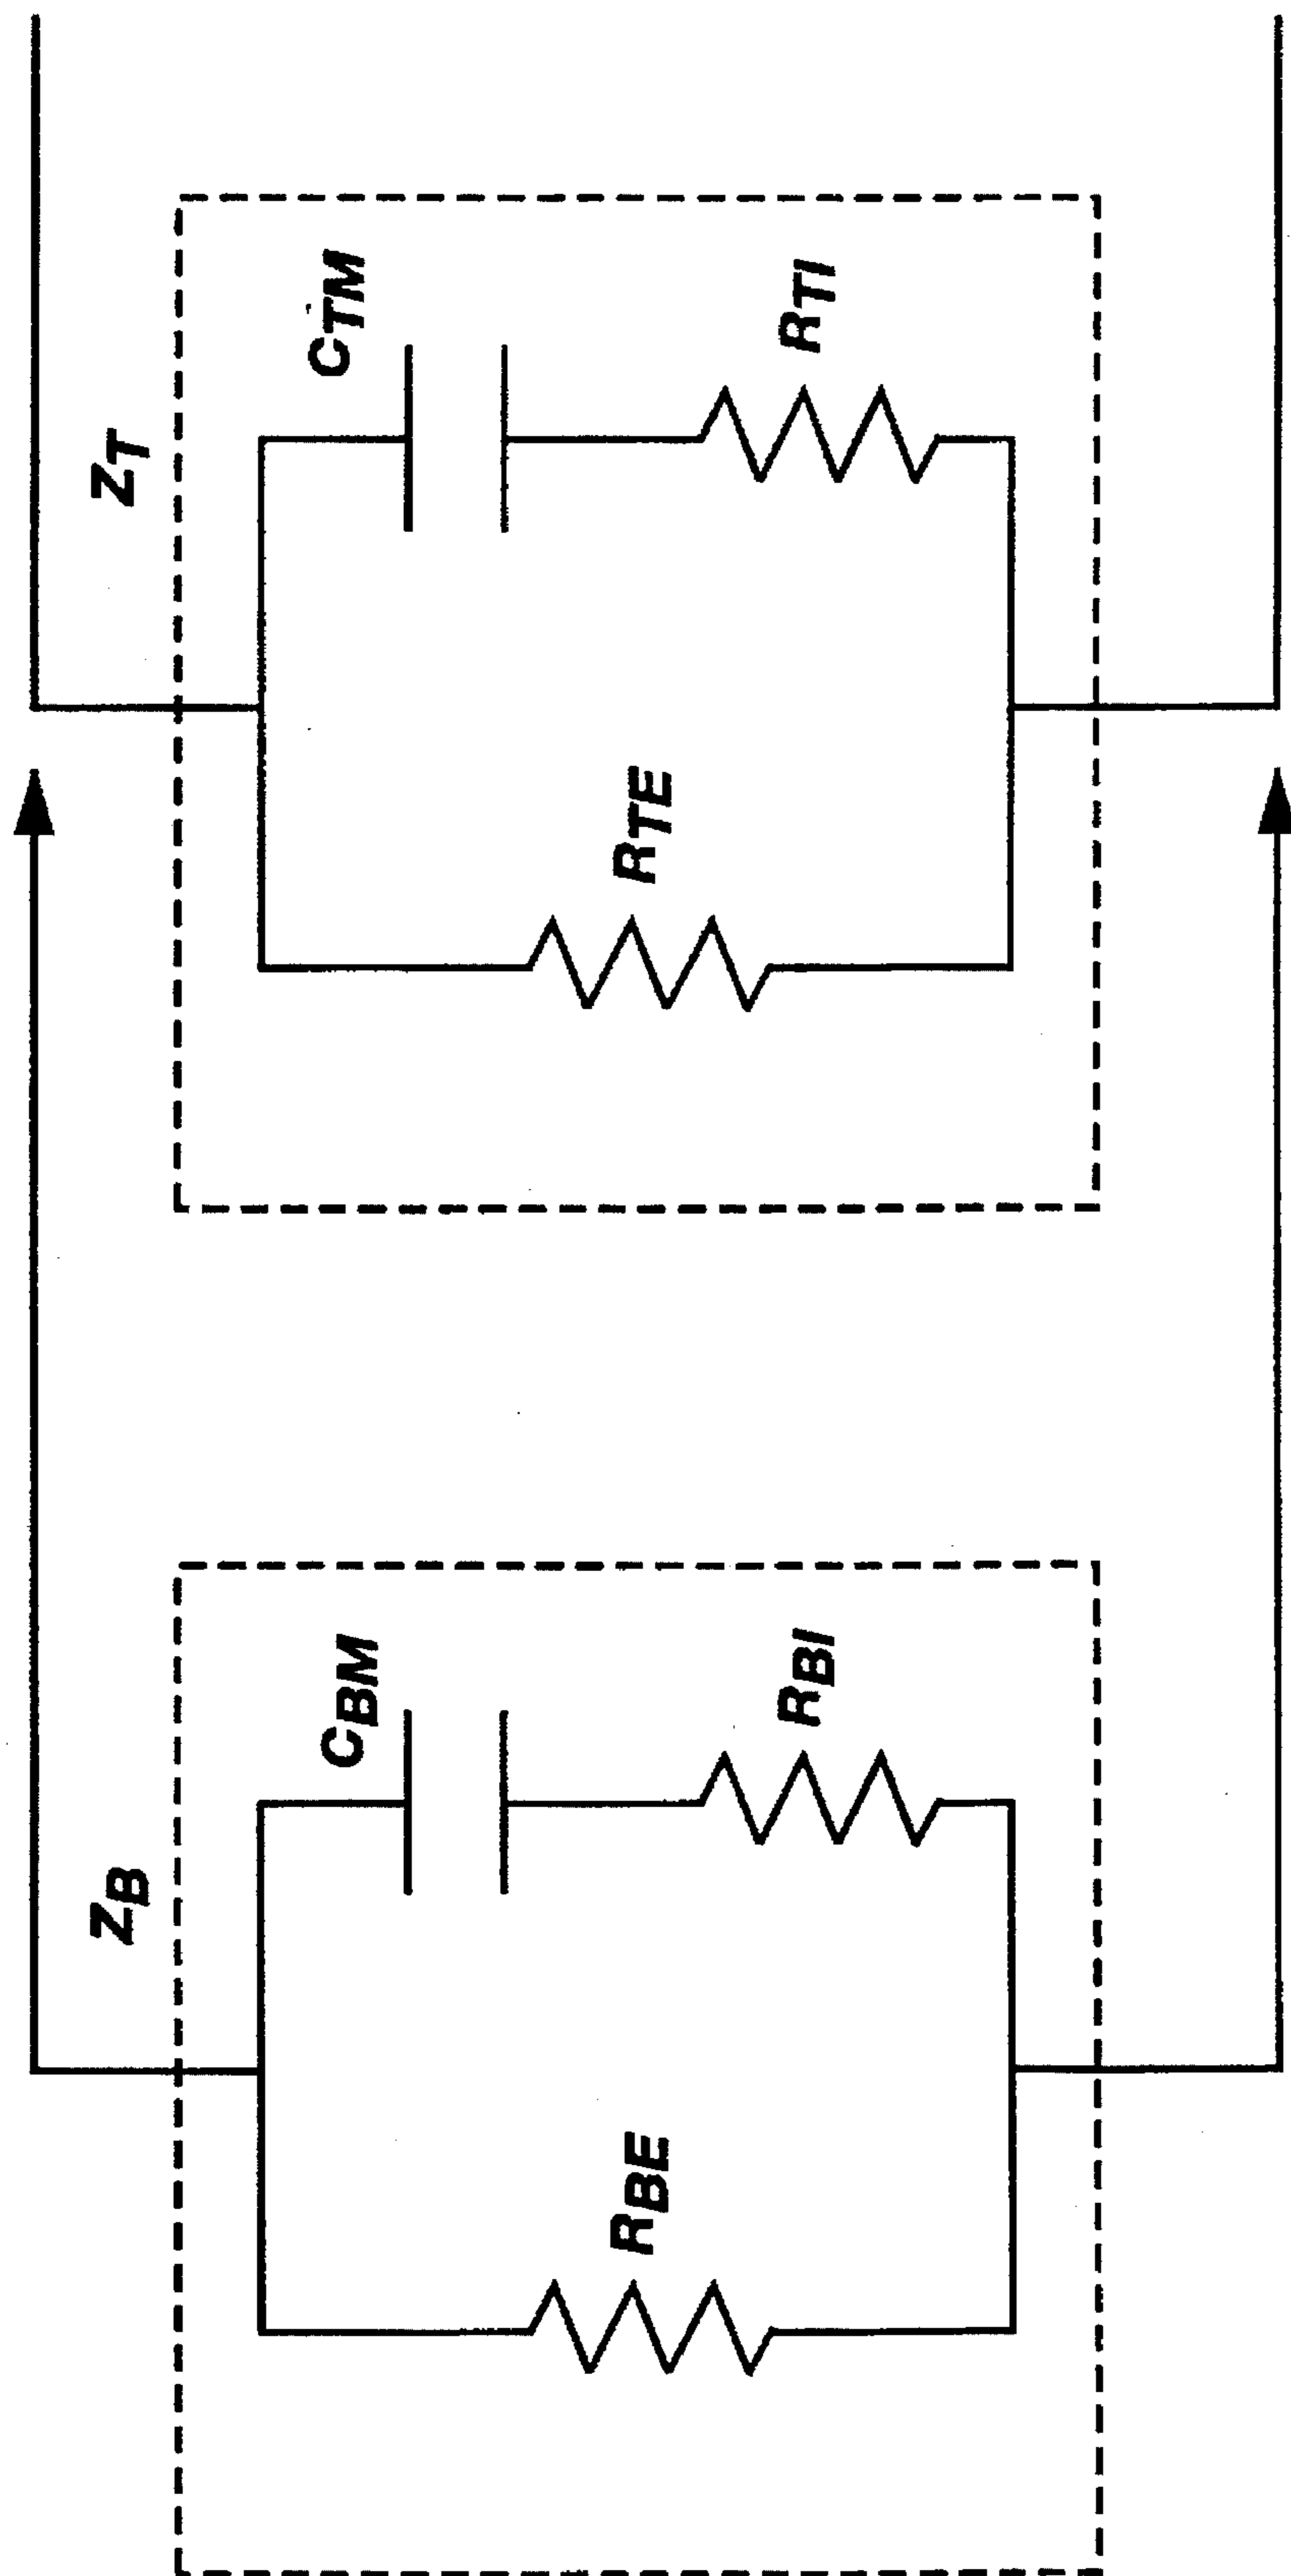 Z_B
C_BM
R_BE
R_BI
Z_T
C_TM
R_TE
R_TI